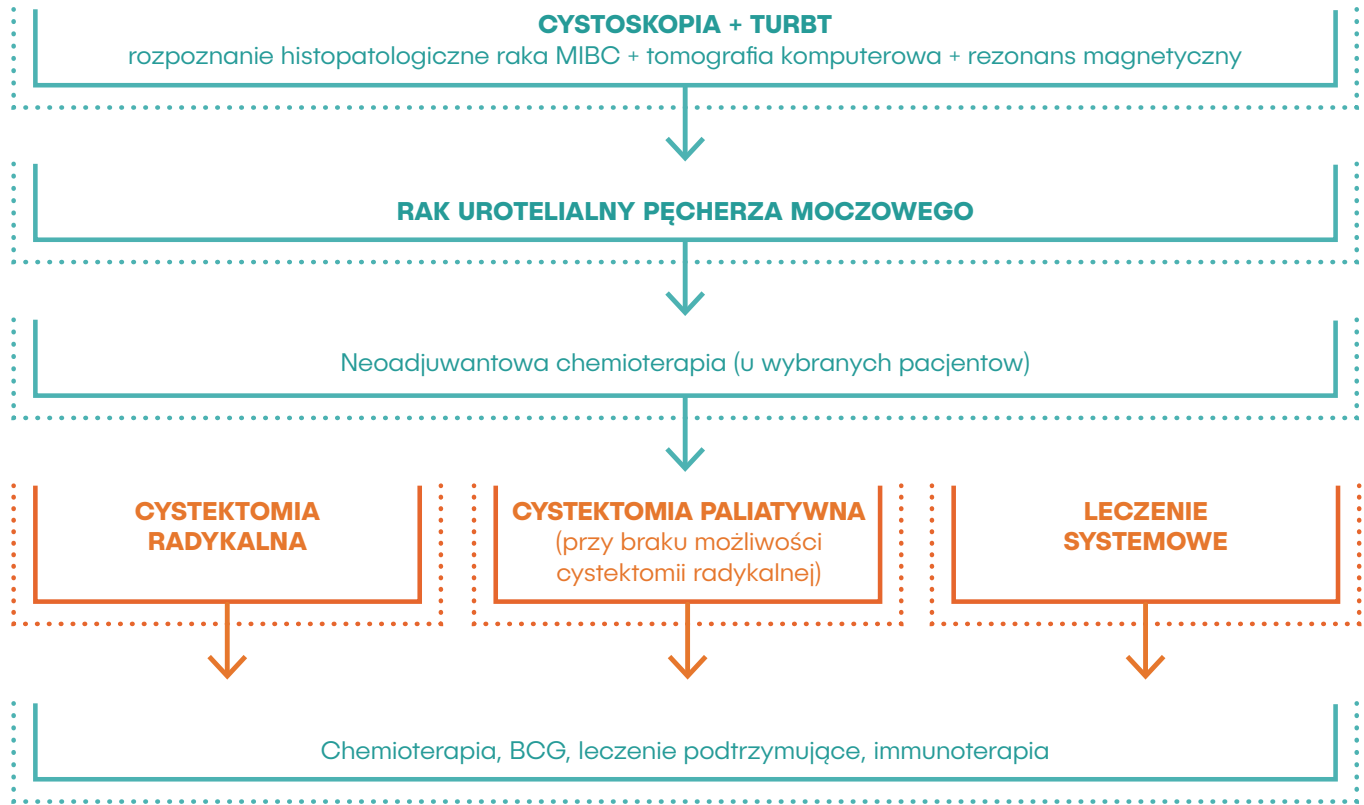 CYSTOSKOPIA + TURBT
rozpoznanie histopatologiczne raka MIBC + tomografia komputerowa + rezonans magnetyczny
RAK UROTELIALNY PĘCHERZA MOCZOWEGO
Neoadjuwantowa chemioterapia (u wybranych pacjentow)
CYSTEKTOMIA
RADYKALNA
CYSTEKTOMIA PALIATYWNA
(przy braku możliwości
cystektomii radykalnej)
LECZENIE
SYSTEMOWE
Chemioterapia, BCG, leczenie podtrzymujące, immunoterapia